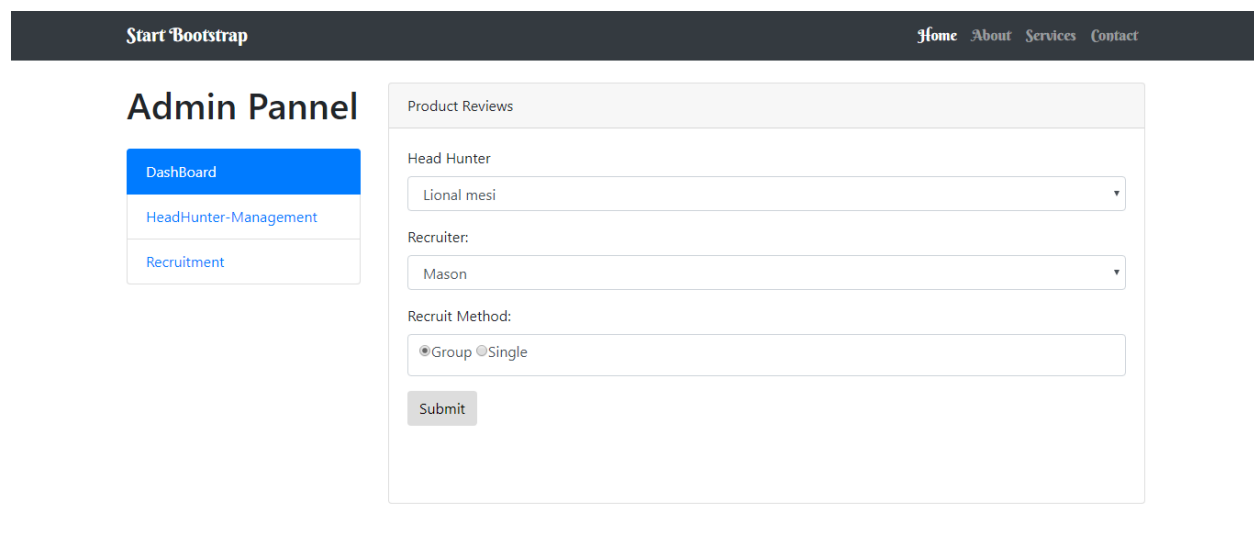 Start Bootstrap
Home About Services Contact
Admin Pannel
DashBoard
HeadHunter-Management
Recruitment
Product Reviews
Head Hunter
Lional mesi
Recruiter:
Mason
Recruit Method:
Group Single
Submit